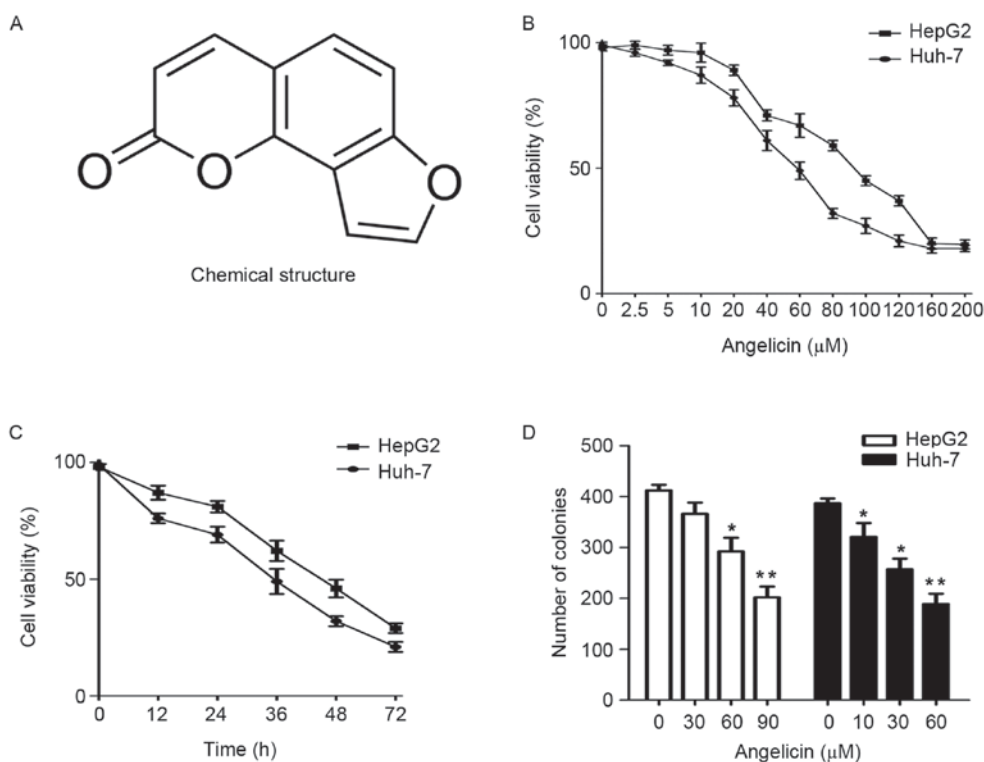 A
O
O
O
Chemical structure
B
HepG2
Huh-7
100
50
0
Cell viability (%)
0 2.5 5 10 20 40 60 80 100 120 160 200
Angelicin (μM)
C
HepG2
Huh-7
100
50
0
Cell viability (%)
0 12 24 36 48 72
Time (h)
D
HepG2
Huh-7
500
400
300
200
100
0
Number of colonies
* ** * * **
0 30 60 90 0 10 30 60
Angelicin (μM)